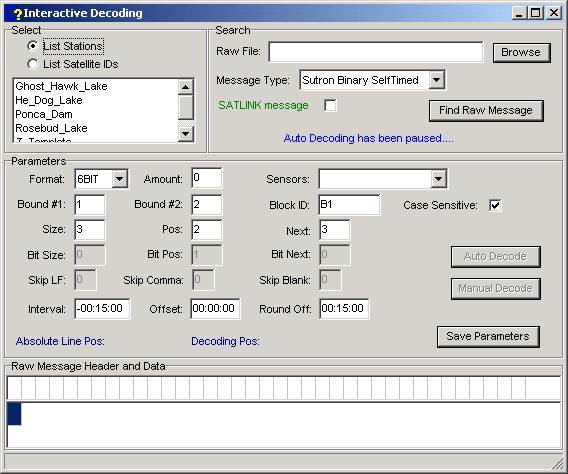 Interactive Decoding
Select
List Stations
List Satellite IDs
Ghost_Hawk_Lake
He_Dog_Lake
Ponca_Dam
Rosebud_Lake
Search
Raw File:
Browse
Message Type: Sutron Binary SelfTimed
SATLINK message
Find Raw Message
Auto Decoding has been paused....
Parameters
Format: 6BIT Amount: 0 Sensors:
Bound #1: 1 Bound #2: 2 Block ID: B1 Case Sensitive:
Size: 3 Pos: 2 Next: 3
Bit Size: 0 Bit Pos: 1 Bit Next: 0
Auto Decode
Skip LF: 0 Skip Comma: 0 Skip Blank: 0
Manual Decode
Interval: -00:15:00 Offset: 00:00:00 Round Off: 00:15:00
Absolute Line Pos: Decoding Pos:
Save Parameters
Raw Message Header and Data